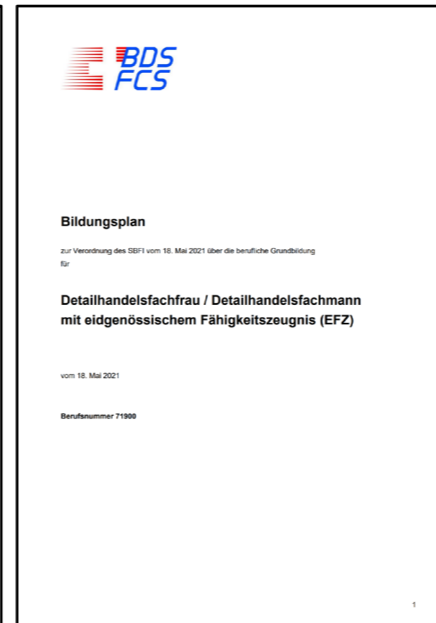 BDS
FCS
Bildungsplan
zur Verordnung des SBFI vom 18. Mai 2021 über die berufliche Grundbildung
für
Detailhandelsfachfrau / Detailhandelsfachmann
mit eidgenössischem Fähigkeitszeugnis (EFZ)
vom 18. Mai 2021
Berufsnummer 71900
1